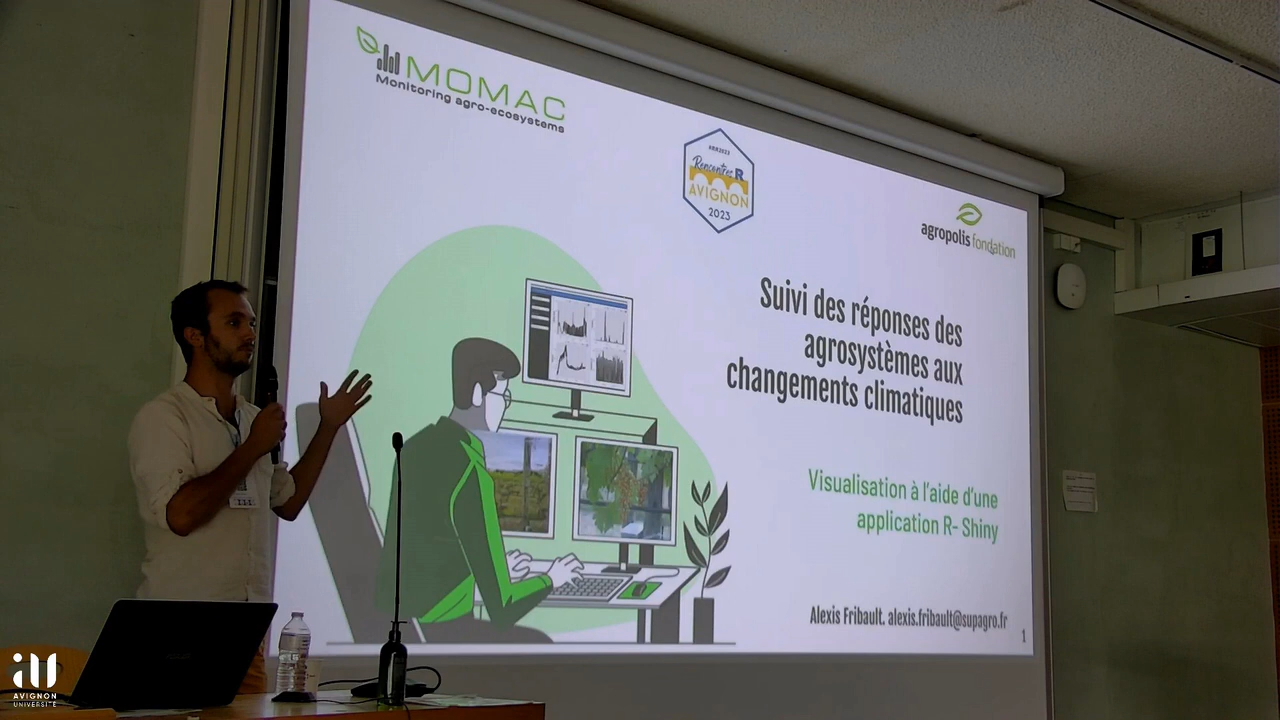 MOMAC
Monitoring agro-ecosystems
RR2023
Rencontres R
AVIGNON
2023
agropolis fondation
Suivi des réponses des
agrosystèmes aux
changements climatiques
Visualisation à l'aide d'une
application R- Shiny
Alexis Fribault. alexis.fribault@supagro.fr
1
AVIGNON
UNIVERSITÉ